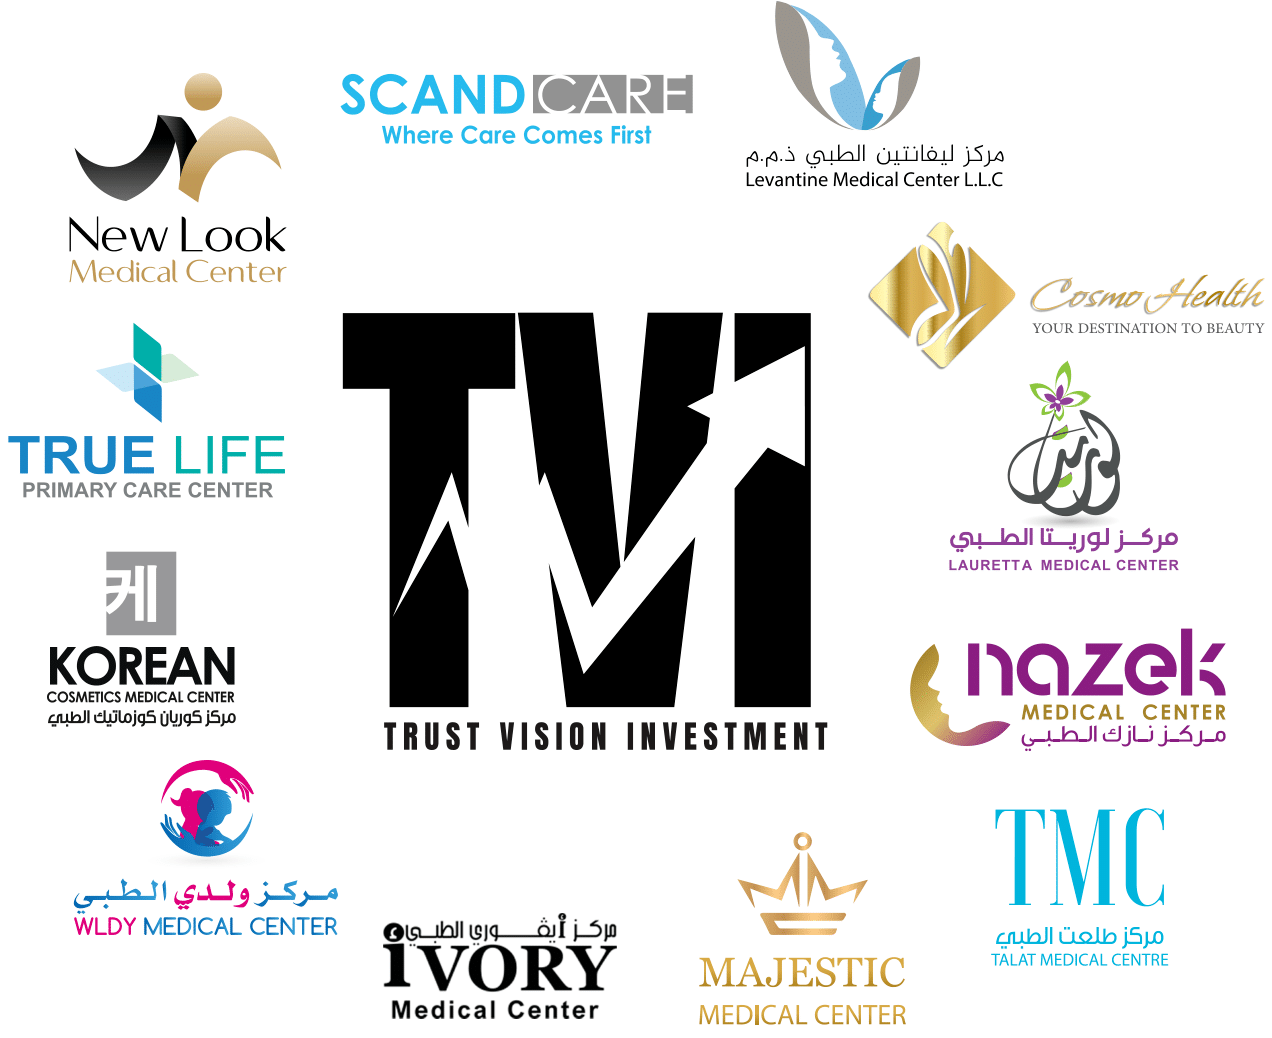 SCANDCARE
Where Care Comes First
مركز ليفانتين الطبي ذ.م.م
Levantine Medical Center L.L.C
New Look
Medical Center
Cosmo Health
YOUR DESTINATION TO BEAUTY
TRUE LIFE
PRIMARY CARE CENTER
TVI
TRUST VISION INVESTMENT
لوريتا
مركز لوريتا الطبي
LAURETTA MEDICAL CENTER
케
KOREAN
COSMETICS MEDICAL CENTER
مركز كوريان كوزماتيك الطبي
nazek
MEDICAL CENTER
مركز نازك الطبي
مركز ولدي الطبي
WLDY MEDICAL CENTER
TMC
مركز طلعت الطبي
TALAT MEDICAL CENTRE
مركز أيفوري الطبي
iVORY
Medical Center
MAJESTIC
MEDICAL CENTER